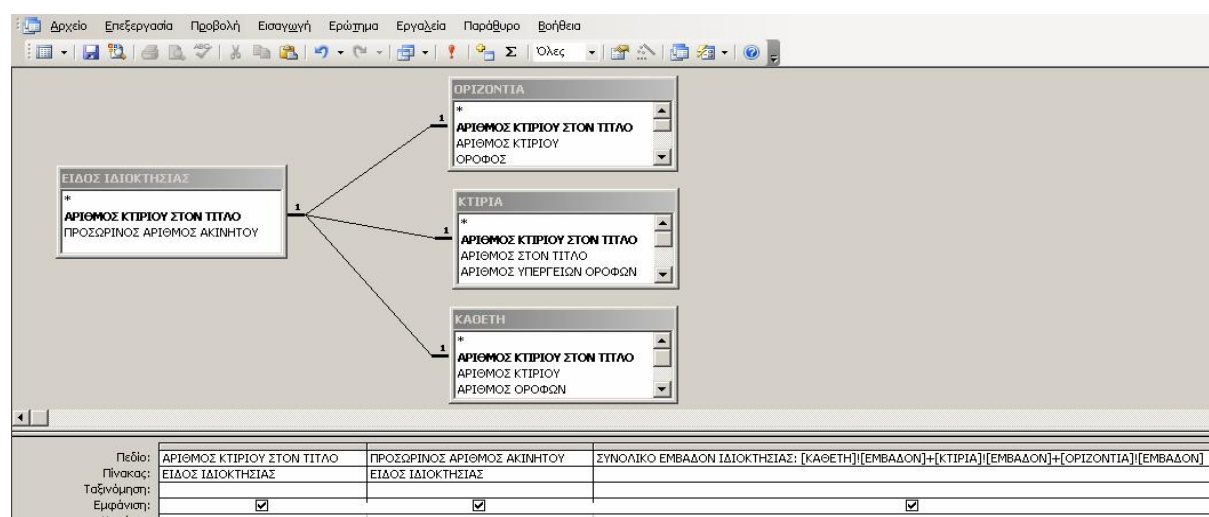 Αρχείο Επεξεργασία Προβολή Εισαγωγή Ερώτημα Εργαλεία Παράθυρο Βοήθεια
Όλες
ΟΡΙΖΟΝΤΙΑ
*
ΑΡΙΘΜΟΣ ΚΤΙΡΙΟΥ ΣΤΟΝ ΤΙΤΛΟ
ΑΡΙΘΜΟΣ ΚΤΙΡΙΟΥ
ΟΡΟΦΟΣ
1
ΕΙΔΟΣ ΙΔΙΟΚΤΗΣΙΑΣ
*
ΑΡΙΘΜΟΣ ΚΤΙΡΙΟΥ ΣΤΟΝ ΤΙΤΛΟ
ΠΡΟΣΩΡΙΝΟΣ ΑΡΙΘΜΟΣ ΑΚΙΝΗΤΟΥ
1
ΚΤΙΡΙΑ
*
1
ΑΡΙΘΜΟΣ ΚΤΙΡΙΟΥ ΣΤΟΝ ΤΙΤΛΟ
ΑΡΙΘΜΟΣ ΣΤΟΝ ΤΙΤΛΟ
ΑΡΙΘΜΟΣ ΥΠΕΡΓΕΙΩΝ ΟΡΟΦΩΝ
ΚΑΘΕΤΗ
*
1
ΑΡΙΘΜΟΣ ΚΤΙΡΙΟΥ ΣΤΟΝ ΤΙΤΛΟ
ΑΡΙΘΜΟΣ ΚΤΙΡΙΟΥ
ΑΡΙΘΜΟΣ ΟΡΟΦΩΝ
Πεδίο: ΑΡΙΘΜΟΣ ΚΤΙΡΙΟΥ ΣΤΟΝ ΤΙΤΛΟ ΠΡΟΣΩΡΙΝΟΣ ΑΡΙΘΜΟΣ ΑΚΙΝΗΤΟΥ ΣΥΝΟΛΙΚΟ ΕΜΒΑΔΟΝ ΙΔΙΟΚΤΗΣΙΑΣ: [ΚΑΘΕΤΗ]![ΕΜΒΑΔΟΝ]+[ΚΤΙΡΙΑ]![ΕΜΒΑΔΟΝ]+[ΟΡΙΖΟΝΤΙΑ]![ΕΜΒΑΔΟΝ]
Πίνακας: ΕΙΔΟΣ ΙΔΙΟΚΤΗΣΙΑΣ ΕΙΔΟΣ ΙΔΙΟΚΤΗΣΙΑΣ
Ταξινόμηση:
Εμφάνιση: